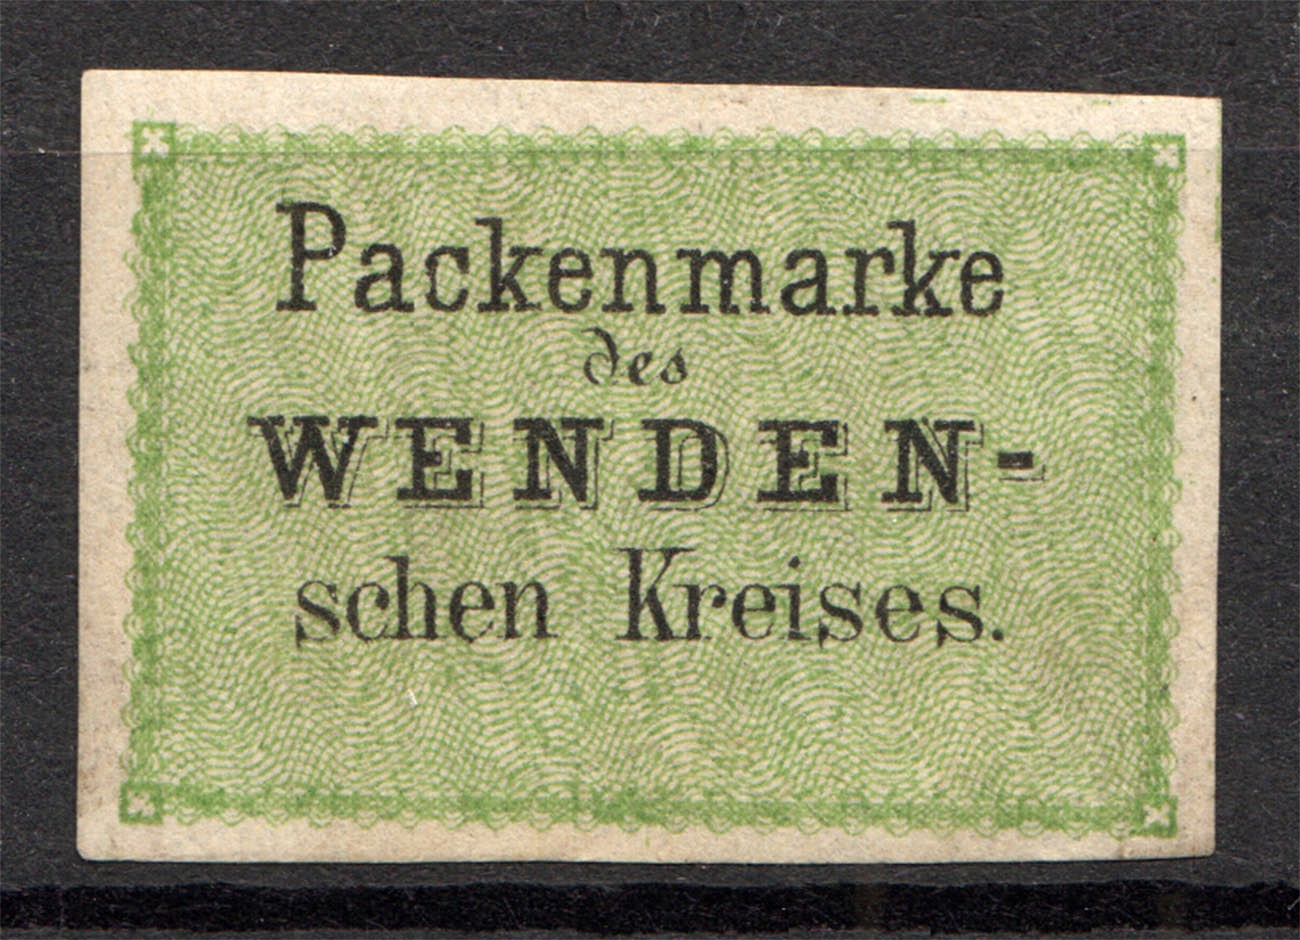 Packenmarke
des
WENDEN-
schen Kreises.